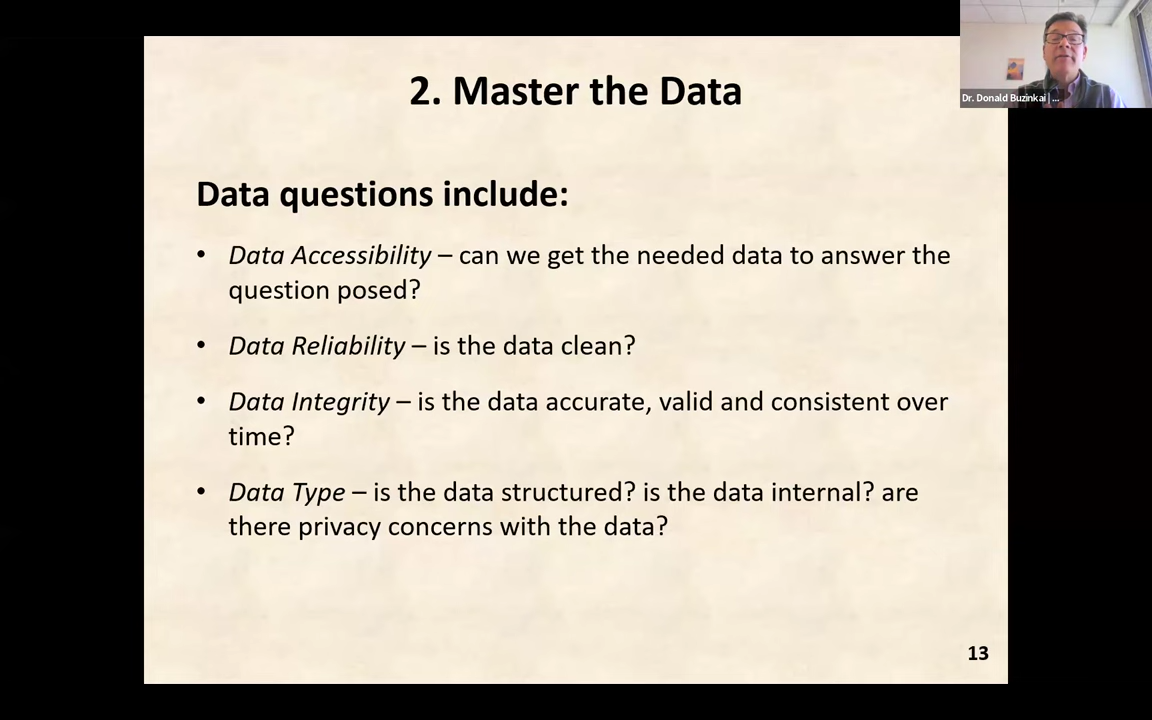 2. Master the Data
Dr. Donald Buzinkai | ...
Data questions include:
• Data Accessibility – can we get the needed data to answer the
question posed?
• Data Reliability – is the data clean?
• Data Integrity – is the data accurate, valid and consistent over
time?
• Data Type – is the data structured? is the data internal? are
there privacy concerns with the data?
13